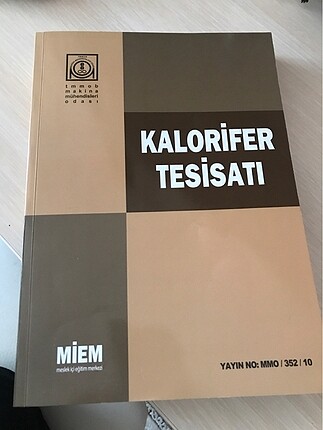 tmmob
makina
mühendisleri
odası
KALORİFER
TESİSATI
MİEM
meslek içi eğitim merkezi
YAYIN NO: MMO / 352 / 10